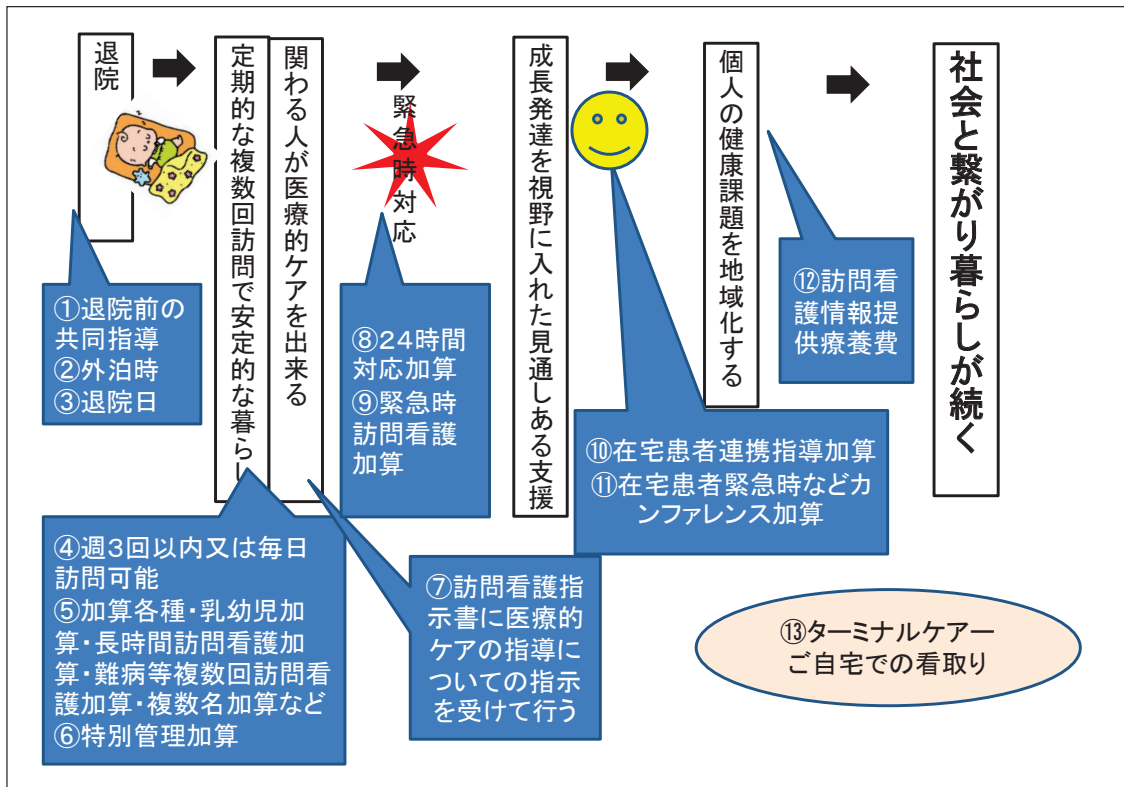 退院
定期的な複数回訪問で安定的な暮らし
関わる人が医療的ケアを出来る
緊急時対応
成長発達を視野に入れた見通しある支援
個人の健康課題を地域化する
社会と繋がり暮らしが続く
①退院前の
共同指導
②外泊時
③退院日
④週3回以内又は毎日
訪問可能
⑤加算各種・乳幼児加
算・長時間訪問看護加
算・難病等複数回訪問看
護加算・複数名加算など
⑥特別管理加算
⑦訪問看護指
示書に医療的
ケアの指導に
ついての指示
を受けて行う
⑧24時間
対応加算
⑨緊急時
訪問看護
加算
⑩在宅患者連携指導加算
⑪在宅患者緊急時などカ
ンファレンス加算
⑫訪問看
護情報提
供療養費
⑬ターミナルケアー
ご自宅での看取り